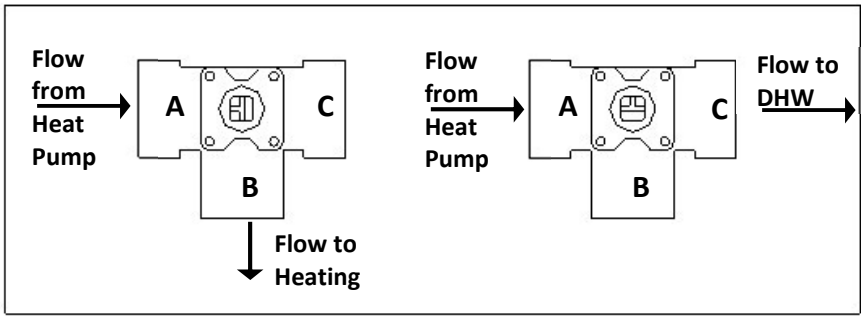 Flow
from
Heat
Pump
A
C
B
Flow to
Heating
Flow
from
Heat
Pump
A
C
B
Flow to
DHW